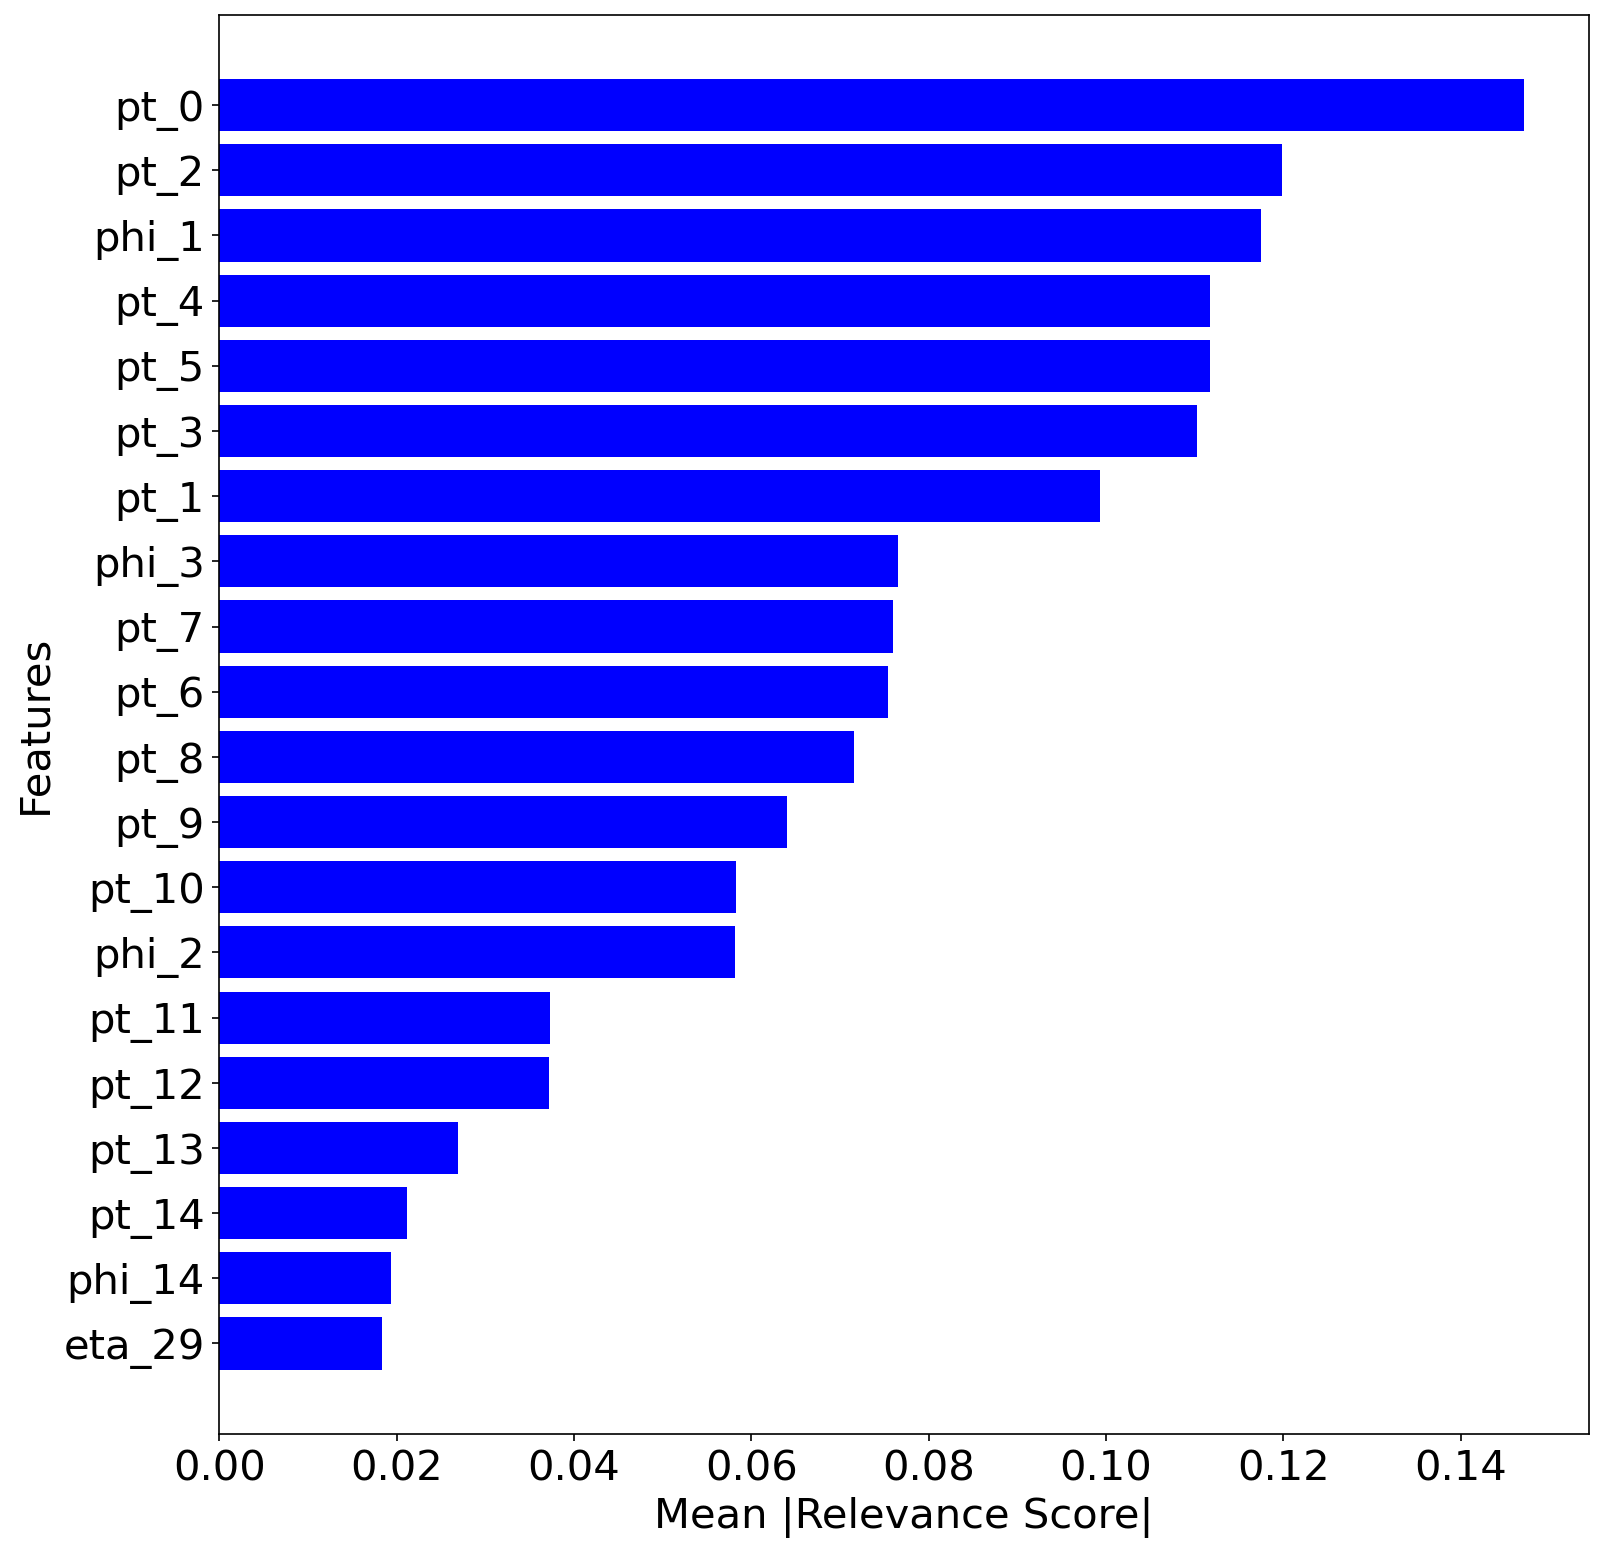 pt_0
pt_2
phi_1
pt_4
pt_5
pt_3
pt_1
phi_3
pt_7
pt_6
pt_8
pt_9
pt_10
phi_2
pt_11
pt_12
pt_13
pt_14
phi_14
eta_29
Features
0.00 0.02 0.04 0.06 0.08 0.10 0.12 0.14
Mean |Relevance Score|